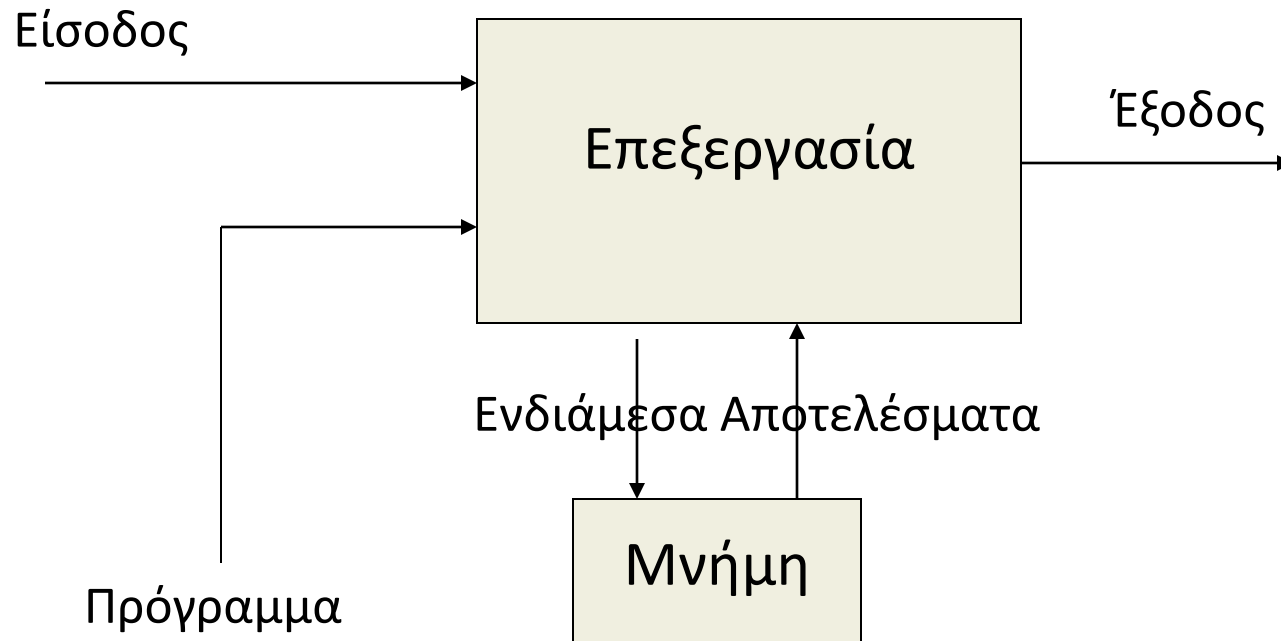 Είσοδος
Έξοδος
Επεξεργασία
Ενδιάμεσα Αποτελέσματα
Μνήμη
Πρόγραμμα